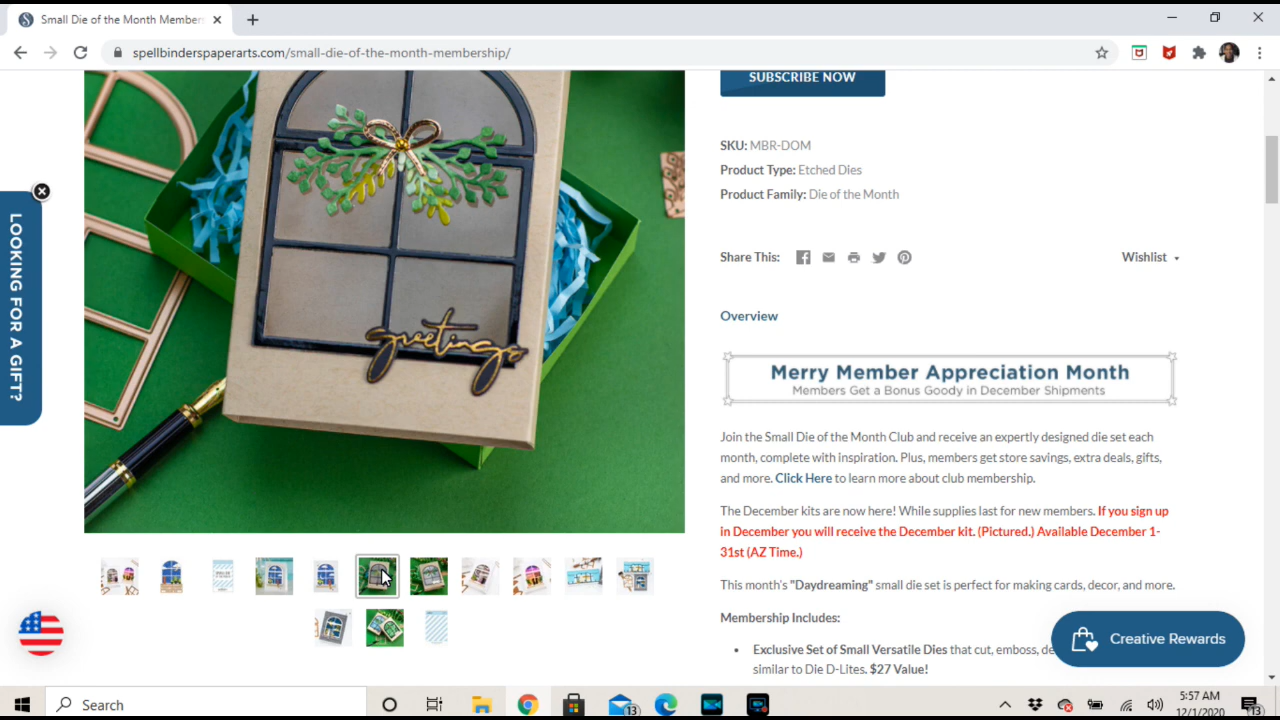 Small Die of the Month Member
spellbinderspaperarts.com/small-die-of-the-month-membership/
SUBSCRIBE NOW
SKU: MBR-DOM
Product Type: Etched Dies
Product Family: Die of the Month
LOOKING FOR A GIFT?
Share This:
Wishlist
Overview
greetings
Merry Member Appreciation Month
Members Get a Bonus Goody in December Shipments
Join the Small Die of the Month Club and receive an expertly designed die set each
month, complete with inspiration. Plus, members get store savings, extra deals, gifts,
and more. Click Here to learn more about club membership.
The December kits are now here! While supplies last for new members. If you sign up
in December you will receive the December kit. (Pictured.) Available December 1-
31st (AZ Time.)
This month's "Daydreaming" small die set is perfect for making cards, decor, and more.
Membership Includes:
Exclusive Set of Small Versatile Dies that cut, emboss, de
similar to Die D-Lites. $27 Value!
Creative Rewards
Search
13
5:57 AM
12/1/2020
13